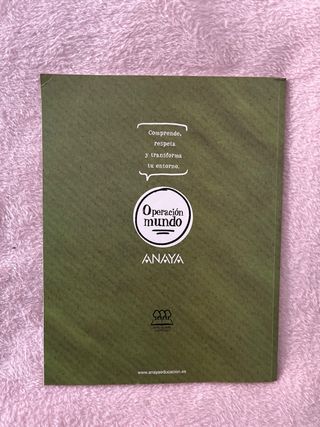 Comprende,
respeta
y transforma
tu entorno.
Operación
mundo
ANAYA
www.anayaeducacion.es